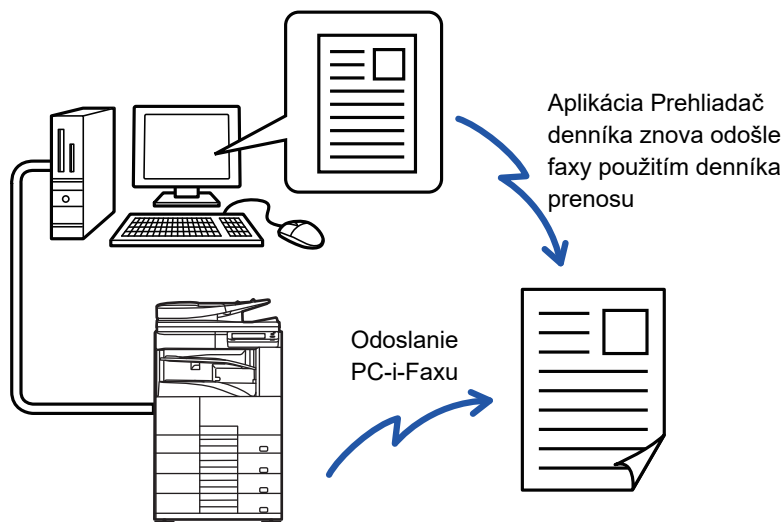 Aplikácia Prehliadač
denníka znova odošle
faxy použitím denníka
prenosu
Odoslanie
PC-i-Faxu